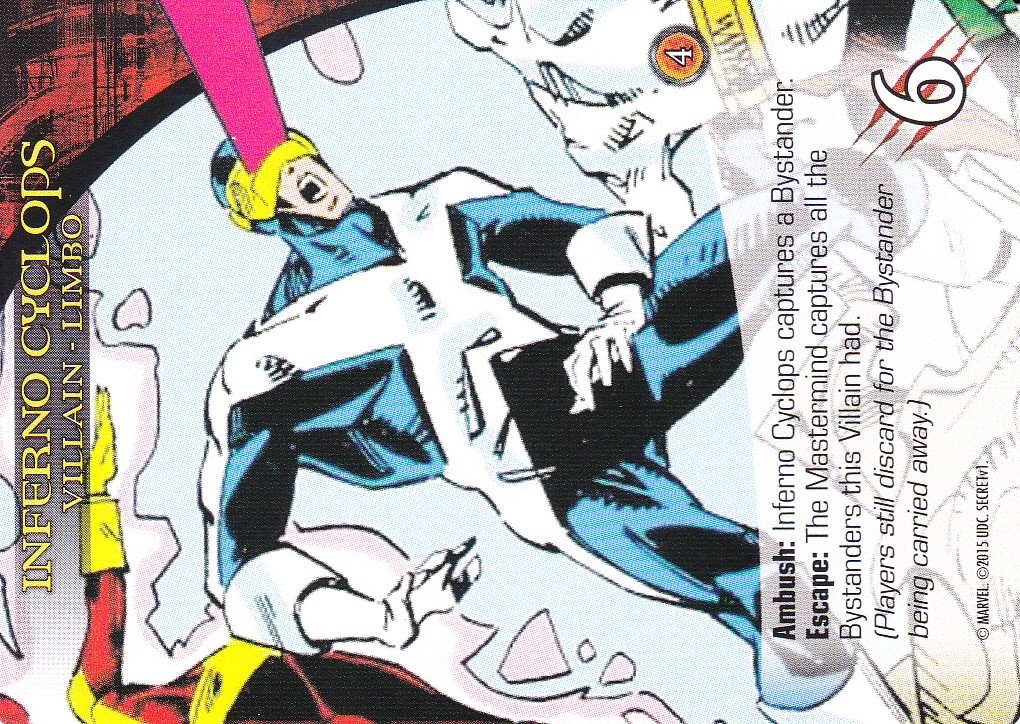 INFERNO CYCLOPS
VILLAIN - LIMBO
4
Ambush: Inferno Cyclops captures a Bystander.
Escape: The Mastermind captures all the
Bystanders this Villain had.
(Players still discard for the Bystander
being carried away.)
6
© MARVEL. ©2015 UDC. SECRETv1.